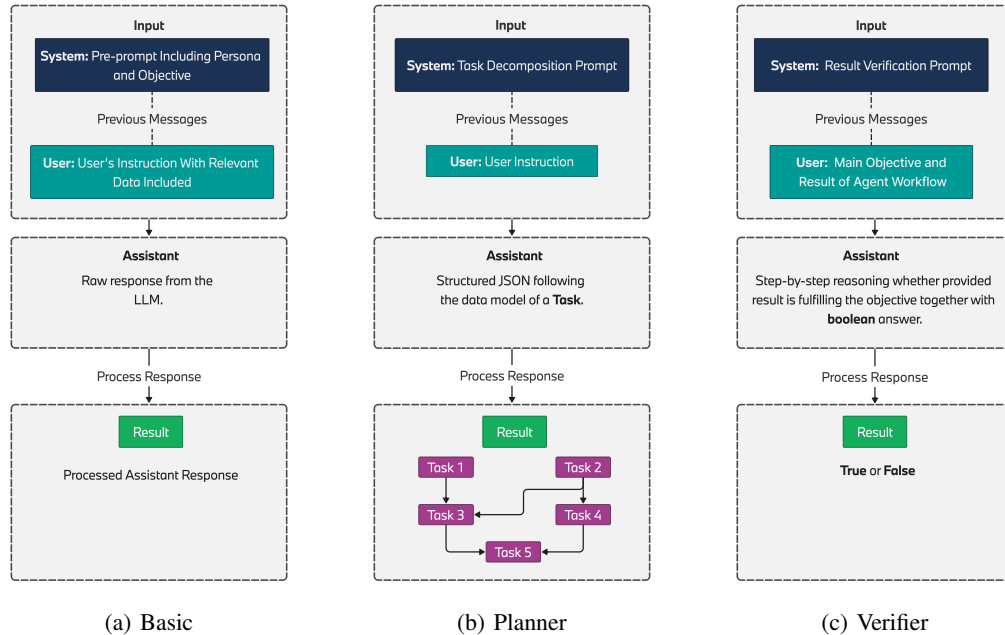 Input
System: Pre-prompt Including Persona
and Objective
Previous Messages
User: User's Instruction With Relevant
Data Included
Assistant
Raw response from the
LLM.
Process Response
Result
Processed Assistant Response
(a) Basic
Input
System: Task Decomposition Prompt
Previous Messages
User: User Instruction
Assistant
Structured JSON following
the data model of a Task.
Process Response
Result
Task 1
Task 2
Task 3
Task 4
Task 5
(b) Planner
Input
System: Result Verification Prompt
Previous Messages
User: Main Objective and
Result of Agent Workflow
Assistant
Step-by-step reasoning whether provided
result is fulfilling the objective together with
boolean answer.
Process Response
Result
True or False
(c) Verifier